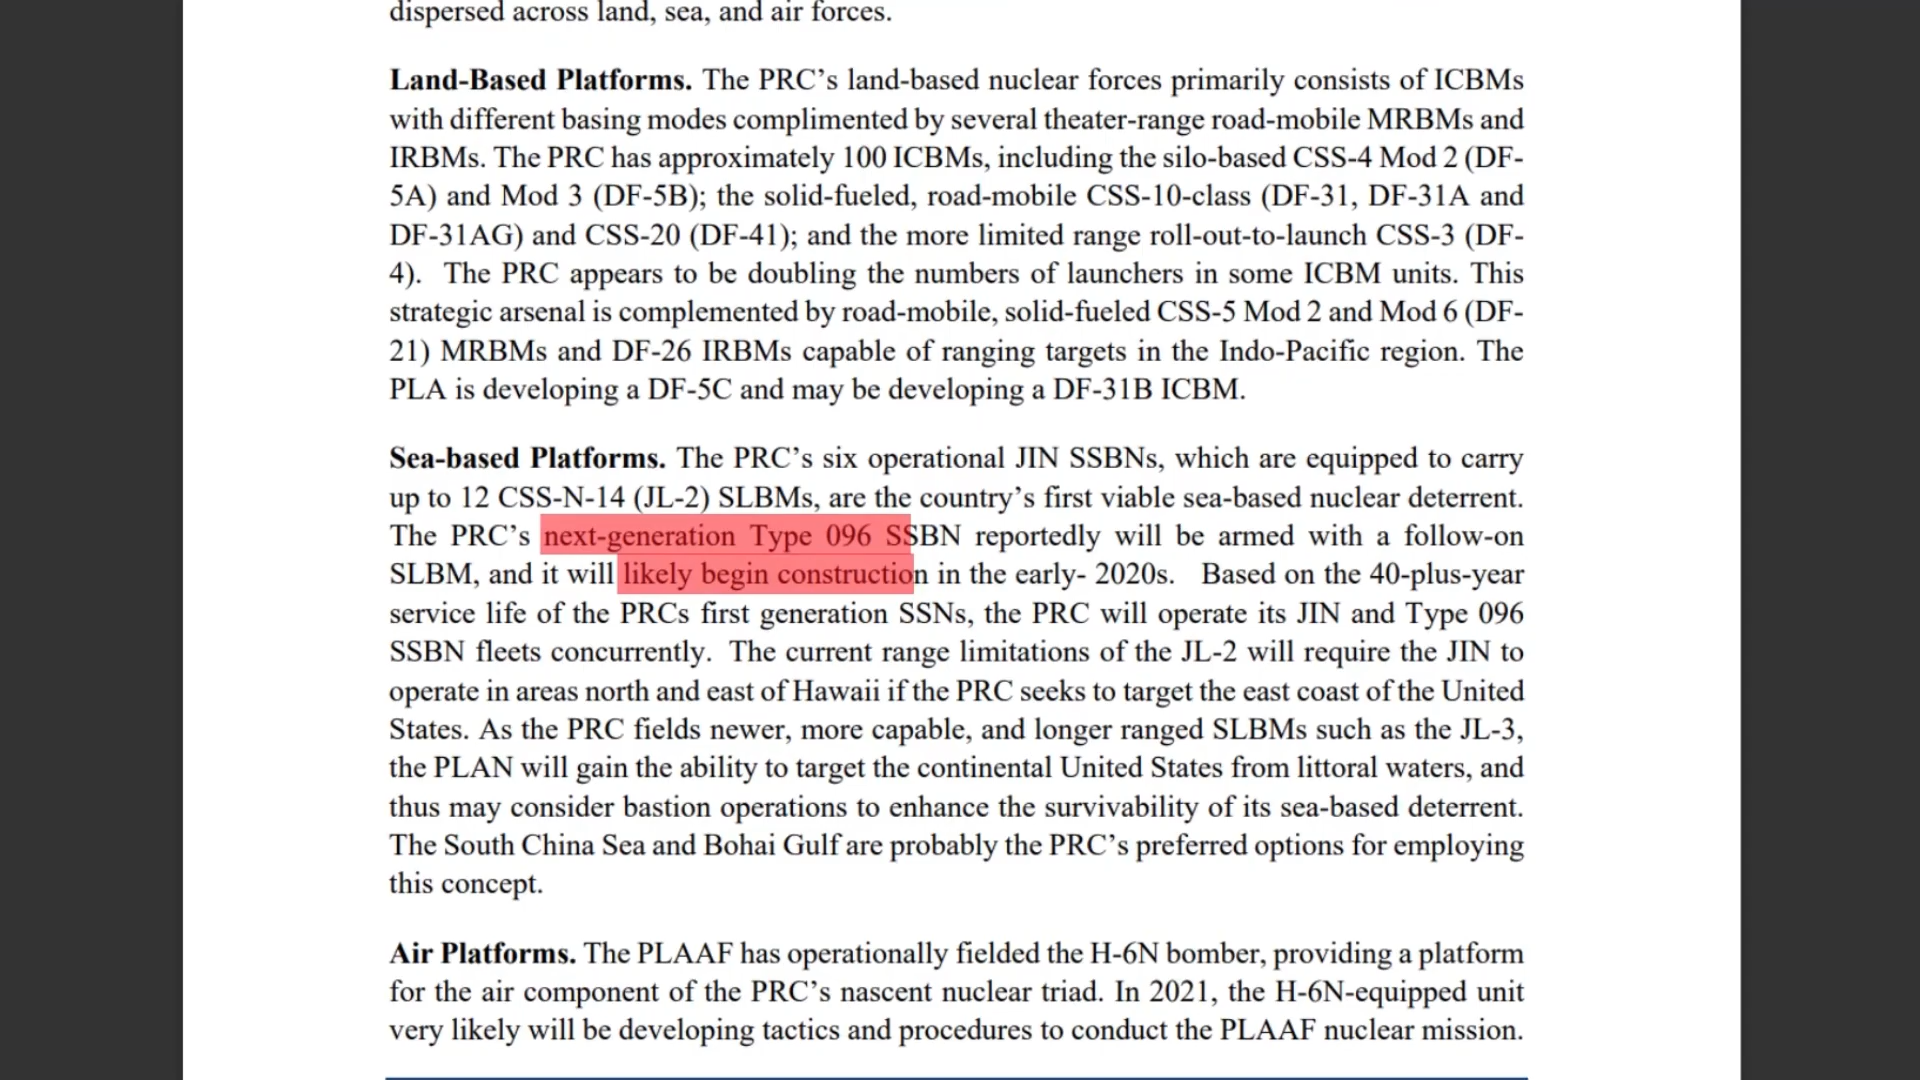 dispersed across land, sea, and air forces.
Land-Based Platforms. The PRC’s land-based nuclear forces primarily consists of ICBMs
with different basing modes complimented by several theater-range road-mobile MRBMs and
IRBMs. The PRC has approximately 100 ICBMs, including the silo-based CSS-4 Mod 2 (DF-
5A) and Mod 3 (DF-5B); the solid-fueled, road-mobile CSS-10-class (DF-31, DF-31A and
DF-31AG) and CSS-20 (DF-41); and the more limited range roll-out-to-launch CSS-3 (DF-
4). The PRC appears to be doubling the numbers of launchers in some ICBM units. This
strategic arsenal is complemented by road-mobile, solid-fueled CSS-5 Mod 2 and Mod 6 (DF-
21) MRBMs and DF-26 IRBMs capable of ranging targets in the Indo-Pacific region. The
PLA is developing a DF-5C and may be developing a DF-31B ICBM.
Sea-based Platforms. The PRC’s six operational JIN SSBNs, which are equipped to carry
up to 12 CSS-N-14 (JL-2) SLBMs, are the country’s first viable sea-based nuclear deterrent.
The PRC’s next-generation Type 096 SSBN reportedly will be armed with a follow-on
SLBM, and it will likely begin construction in the early- 2020s. Based on the 40-plus-year
service life of the PRCs first generation SSNs, the PRC will operate its JIN and Type 096
SSBN fleets concurrently. The current range limitations of the JL-2 will require the JIN to
operate in areas north and east of Hawaii if the PRC seeks to target the east coast of the United
States. As the PRC fields newer, more capable, and longer ranged SLBMs such as the JL-3,
the PLAN will gain the ability to target the continental United States from littoral waters, and
thus may consider bastion operations to enhance the survivability of its sea-based deterrent.
The South China Sea and Bohai Gulf are probably the PRC’s preferred options for employing
this concept.
Air Platforms. The PLAAF has operationally fielded the H-6N bomber, providing a platform
for the air component of the PRC’s nascent nuclear triad. In 2021, the H-6N-equipped unit
very likely will be developing tactics and procedures to conduct the PLAAF nuclear mission.